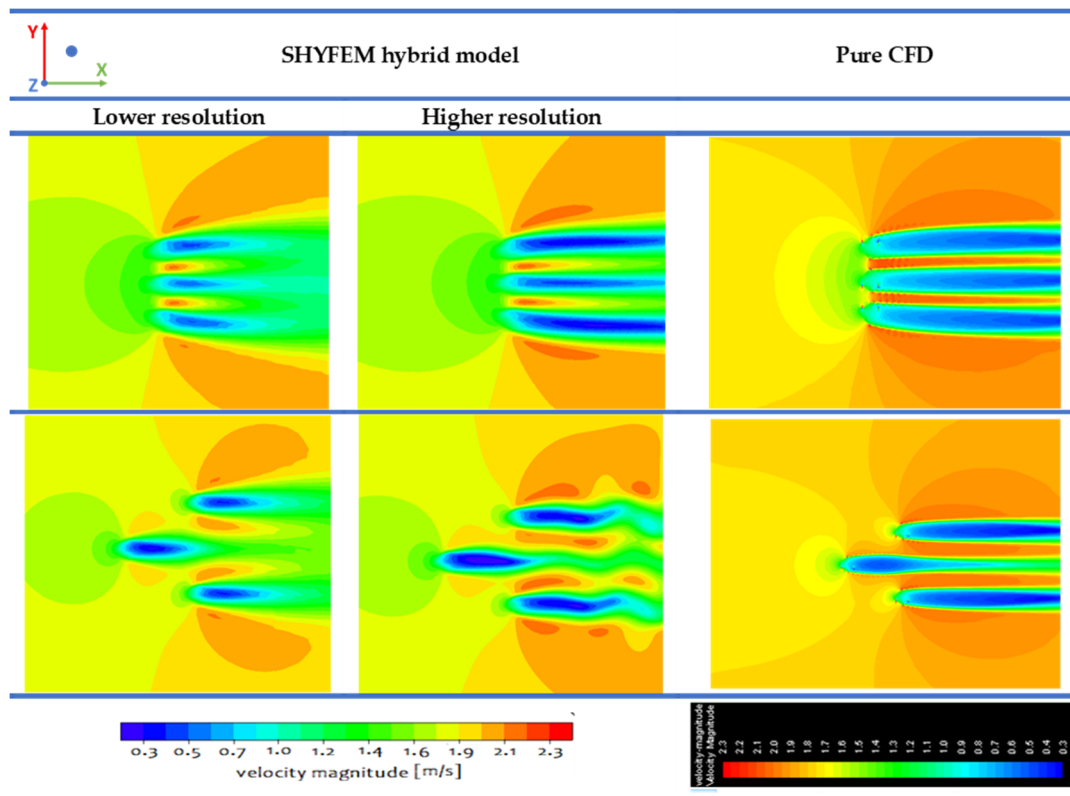 Y
X
Z
SHYFEM hybrid model
Pure CFD
Lower resolution
Higher resolution
0.3 0.5 0.7 1.0 1.2 1.4 1.6 1.9 2.1 2.3
velocity magnitude [m/s]
velocity-magnitude
Velocity Magnitude
2.3 2.2 2.1 2.0 1.9 1.8 1.7 1.6 1.5 1.4 1.3 1.2 1.1 1.0 0.9 0.8 0.7 0.6 0.5 0.4 0.3